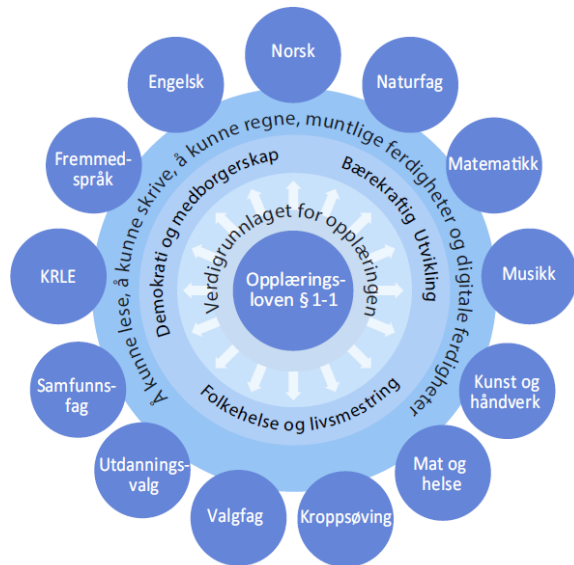 Norsk
Naturfag
Matematikk
Musikk
Kunst og
håndverk
Mat og
helse
Kroppsøving
Valgfag
Utdannings-
valg
Samfunns-
fag
KRLE
Fremmed-
språk
Engelsk
Å kunne lese, å kunne skrive, å kunne regne, muntlige ferdigheter og digitale ferdigheter
Demokrati og medborgerskap
Bærekraftig Utvikling
Folkehelse og livsmestring
Verdigrunnlaget for opplæringen
Opplærings-
loven § 1-1